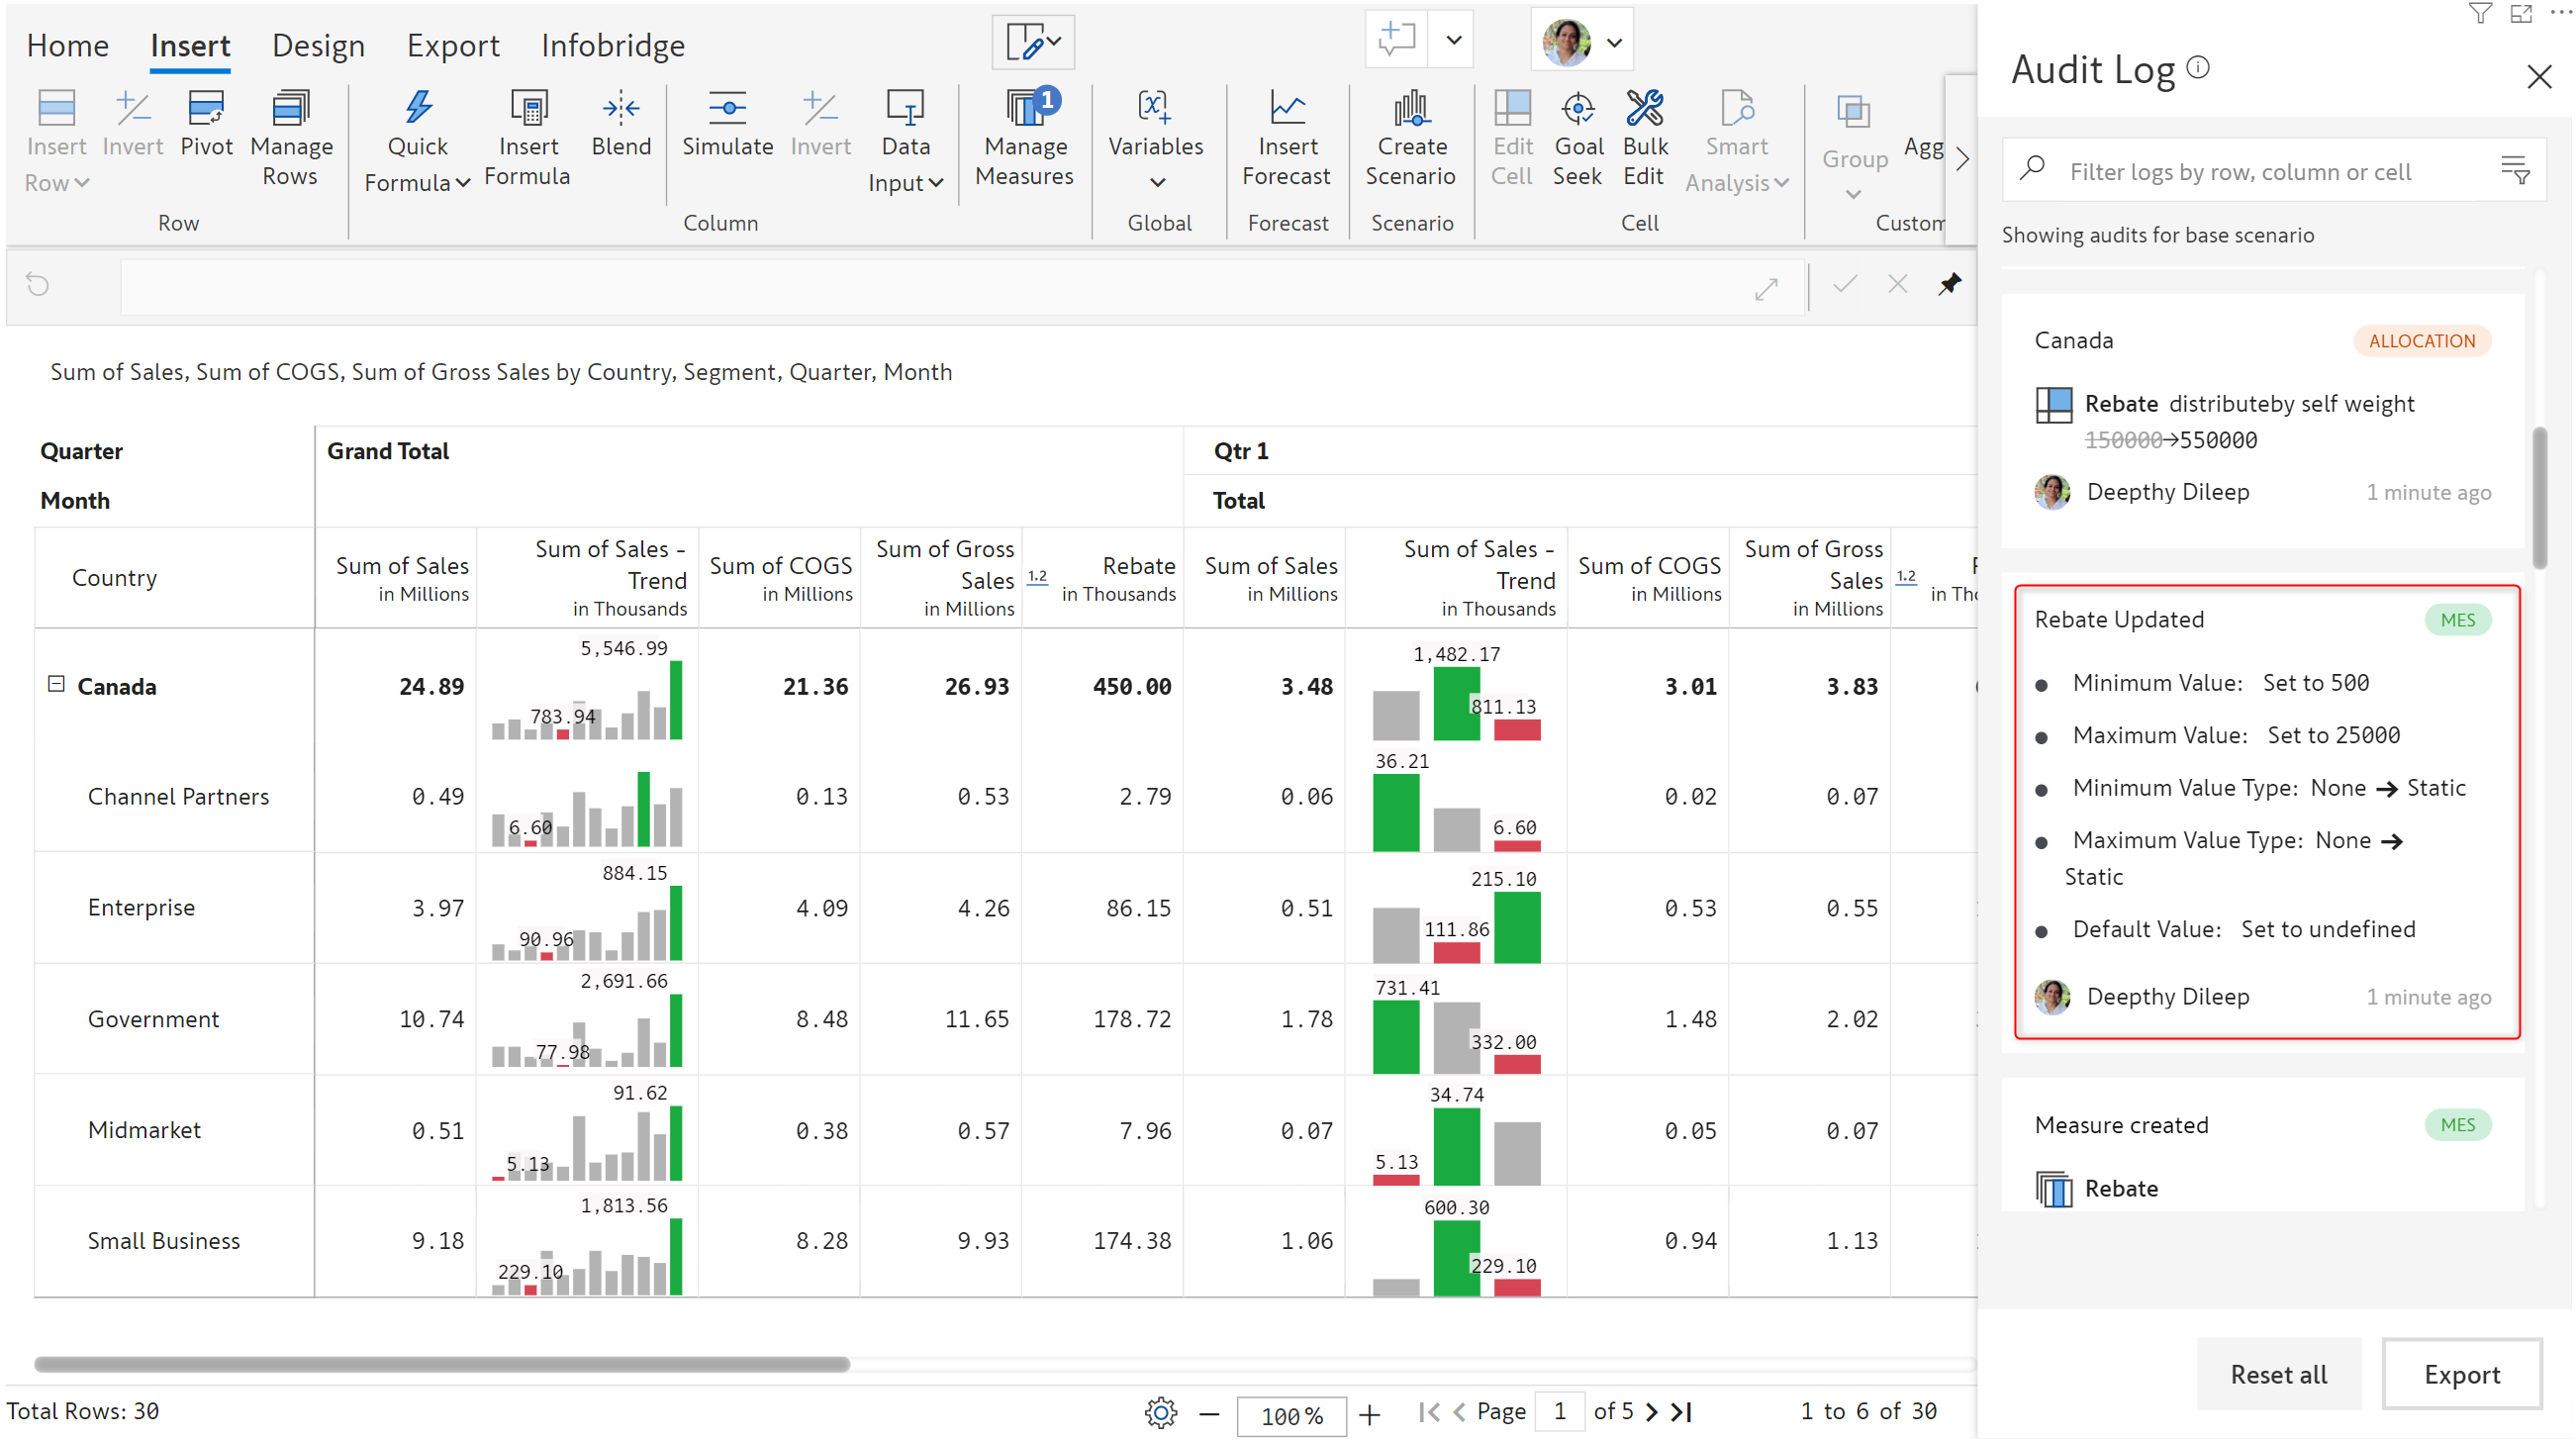 Home Insert Design Export Infobridge
Insert Row
Invert
Pivot
Manage Rows
Row
Quick Formula
Insert Formula
Blend
Simulate
Invert
Data Input
Column
1
Manage Measures
Variables
Global
Insert Forecast
Forecast
Create Scenario
Scenario
Edit Cell
Goal Seek
Bulk Edit
Smart Analysis
Cell
Group
Agg
Custom
Sum of Sales, Sum of COGS, Sum of Gross Sales by Country, Segment, Quarter, Month
Quarter Grand Total Qtr 1
Month Total
Country
Sum of Sales in Millions
Sum of Sales - Trend in Thousands
Sum of COGS in Millions
Sum of Gross Sales in Millions
1.2 Rebate in Thousands
Sum of Sales in Millions
Sum of Sales - Trend in Thousands
Sum of COGS in Millions
Sum of Gross Sales in Millions
1.2
in Tho
Canada 24.89 5,546.99 783.94 21.36 26.93 450.00 3.48 1,482.17 811.13 3.01 3.83
Channel Partners 0.49 6.60 0.13 0.53 2.79 0.06 36.21 6.60 0.02 0.07
Enterprise 3.97 884.15 90.96 4.09 4.26 86.15 0.51 215.10 111.86 0.53 0.55
Government 10.74 2,691.66 77.98 8.48 11.65 178.72 1.78 731.41 332.00 1.48 2.02
Midmarket 0.51 91.62 5.13 0.38 0.57 7.96 0.07 34.74 5.13 0.05 0.07
Small Business 9.18 1,813.56 229.10 8.28 9.93 174.38 1.06 600.30 229.10 0.94 1.13
Total Rows: 30
100 %
Page 1 of 5
1 to 6 of 30
Audit Log
Filter logs by row, column or cell
Showing audits for base scenario
Canada ALLOCATION
Rebate distributeby self weight
150000→550000
Deepthy Dileep 1 minute ago
Rebate Updated MES
● Minimum Value: Set to 500
● Maximum Value: Set to 25000
● Minimum Value Type: None → Static
● Maximum Value Type: None →
Static
● Default Value: Set to undefined
Deepthy Dileep 1 minute ago
Measure created MES
Rebate
Reset all Export